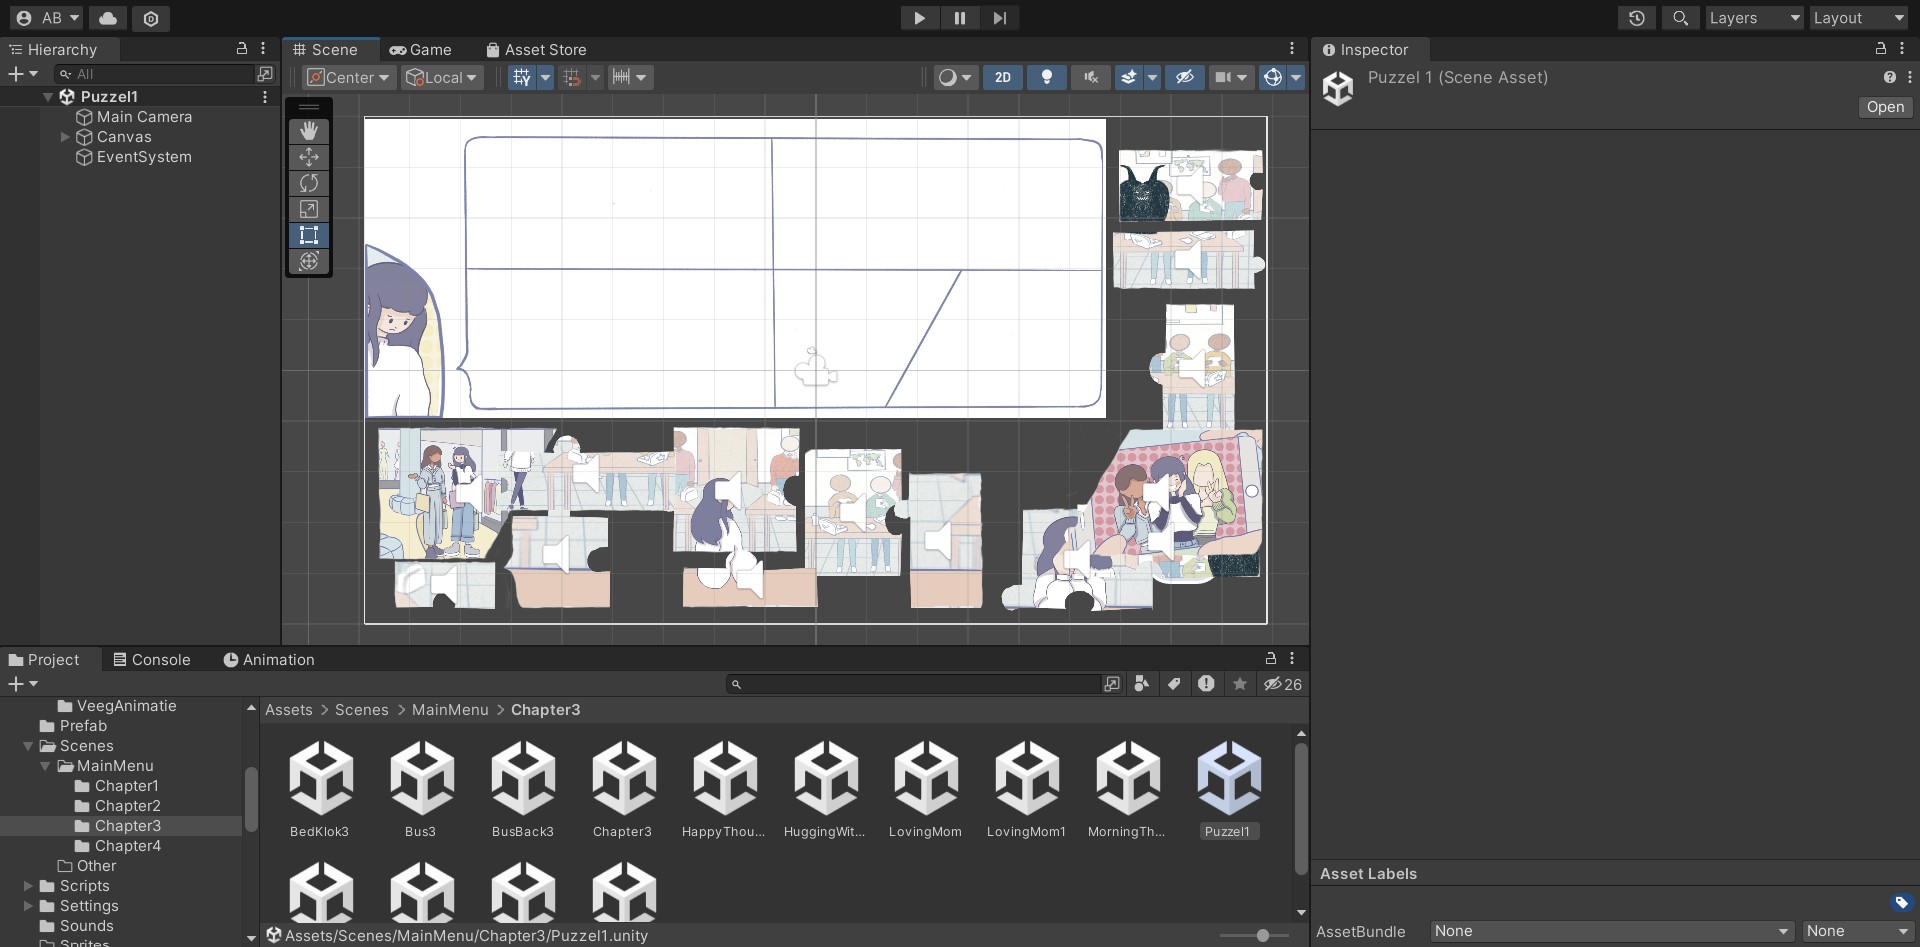 AB
Layers
Layout
Hierarchy
All
Puzzel1
Main Camera
Canvas
EventSystem
Scene
Game
Asset Store
Center
Local
2D
Inspector
Puzzel 1 (Scene Asset)
Open
Project
Console
Animation
26
VeegAnimatie
Prefab
Scenes
MainMenu
Chapter1
Chapter2
Chapter3
Chapter4
Other
Scripts
Settings
Sounds
Sprites
Assets > Scenes > MainMenu > Chapter3
BedKlok3
Bus3
BusBack3
Chapter3
HappyThou...
HuggingWit...
LovingMom
LovingMom1
MorningTh...
Puzzel1
Assets/Scenes/MainMenu/Chapter3/Puzzel1.unity
Asset Labels
AssetBundle
None
None